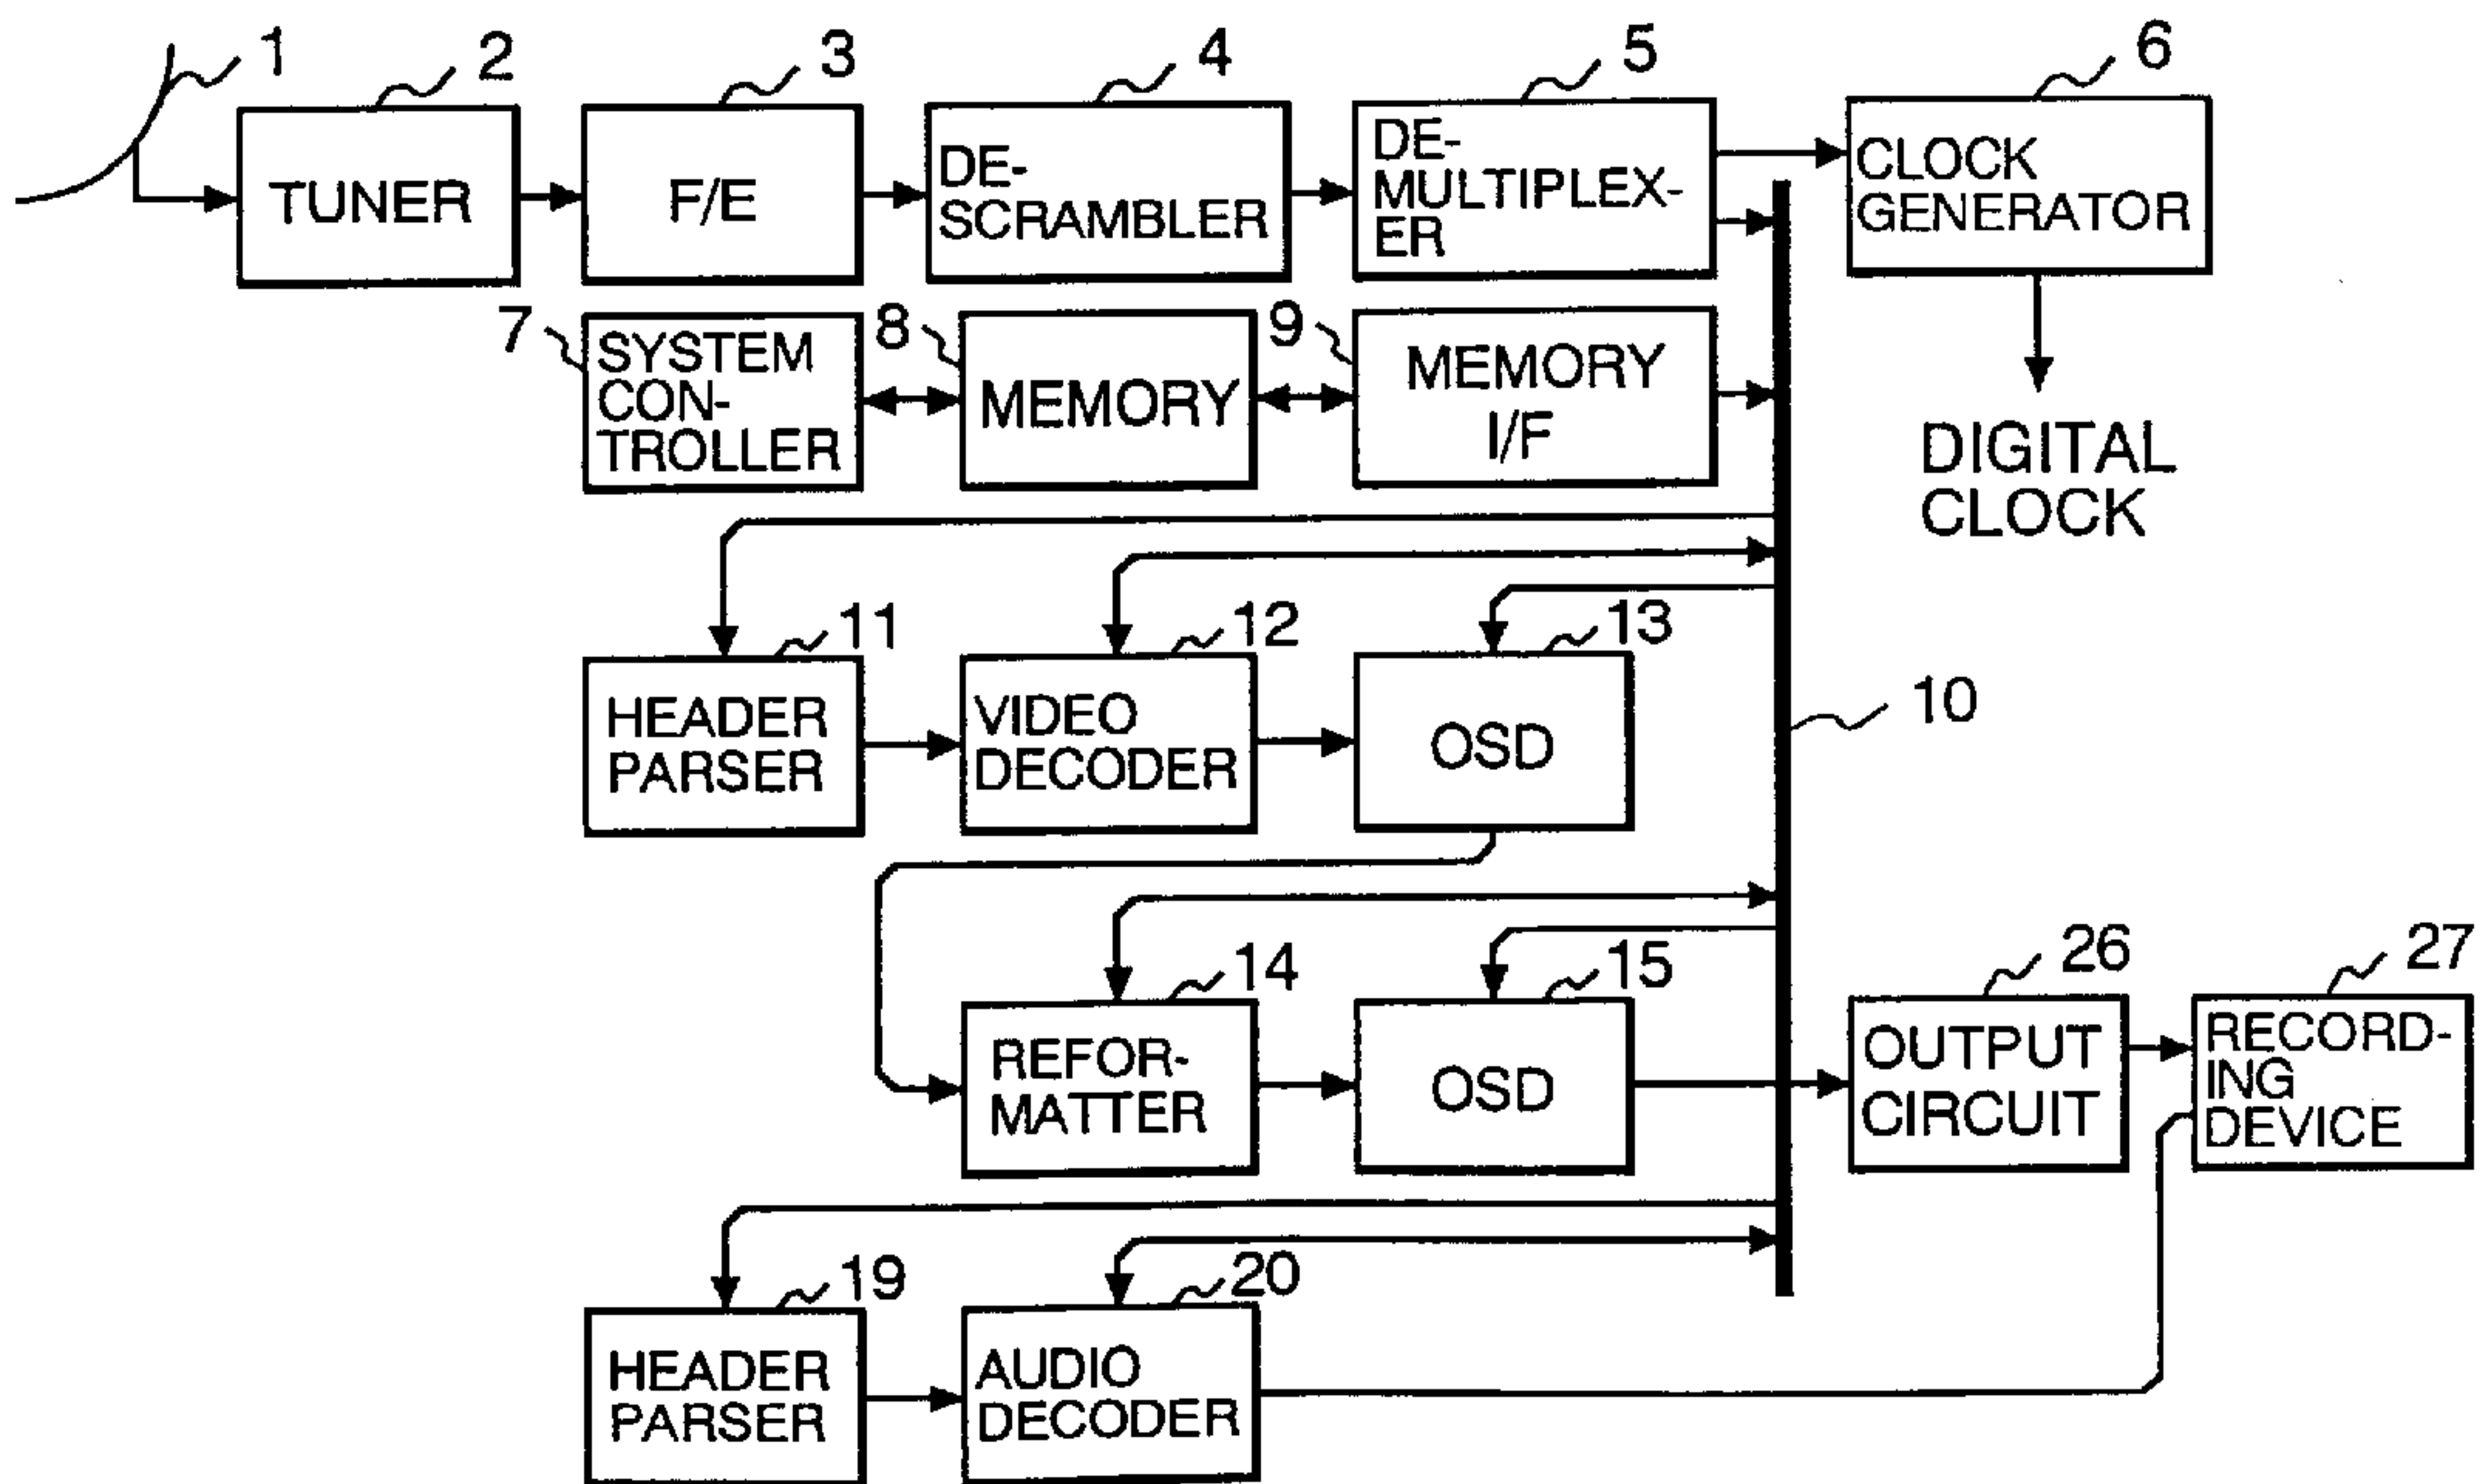 1
2
3
4
5
6
TUNER
F/E
DE-
SCRAMBLER
DE-
MULTIPLEX-
ER
CLOCK
GENERATOR
7
8
9
SYSTEM
CON-
TROLLER
MEMORY
MEMORY
I/F
DIGITAL
CLOCK
11
12
13
10
HEADER
PARSER
VIDEO
DECODER
OSD
14
15
26
27
REFOR-
MATTER
OSD
OUTPUT
CIRCUIT
RECORD-
ING
DEVICE
19
20
HEADER
PARSER
AUDIO
DECODER